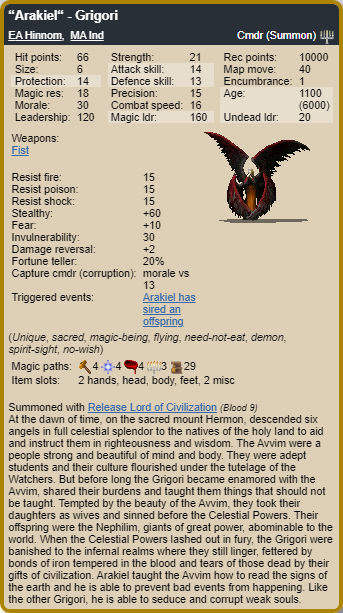 “Arakiel“ - Grigori
EA Hinnom, MA Ind Cmdr (Summon)
Hit points: 66 Strength: 21 Rec points: 10000
Size: 6 Attack skill: 14 Map move: 40
Protection: 14 Defence skill: 13 Encumbrance: 1
Magic res: 18 Precision: 15 Age: 1100
Morale: 30 Combat speed: 16 (6000)
Leadership: 120 Magic ldr: 160 Undead ldr: 20
Weapons:
Fist
Resist fire: 15
Resist poison: 15
Resist shock: 15
Stealthy: +60
Fear: +10
Invulnerability: 30
Damage reversal: +2
Fortune teller: 20%
Capture cmdr (corruption): morale vs
13
Triggered events: Arakiel has
sired an
offspring
(Unique, sacred, magic-being, flying, need-not-eat, demon,
spirit-sight, no-wish)
Magic paths: 4 4 4 3 29
Item slots: 2 hands, head, body, feet, 2 misc
Summoned with Release Lord of Civilization (Blood 9)
At the dawn of time, on the sacred mount Hermon, descended six
angels in full celestial splendor to the natives of the holy land to aid
and instruct them in righteousness and wisdom. The Avvim were a
people strong and beautiful of mind and body. They were adept
students and their culture flourished under the tutelage of the
Watchers. But before long the Grigori became enamored with the
Avvim, shared their burdens and taught them things that should not
be taught. Tempted by the beauty of the Avvim, they took their
daughters as wives and sinned before the Celestial Powers. Their
offspring were the Nephilim, giants of great power, abominable to the
world. When the Celestial Powers lashed out in fury, the Grigori were
banished to the infernal realms where they still linger, fettered by
bonds of iron tempered in the blood and tears of those dead by their
gifts of civilization. Arakiel taught the Avvim how to read the signs of
the earth and he is able to prevent bad events from happening. Like
the other Grigori, he is able to seduce and corrupt weak souls.